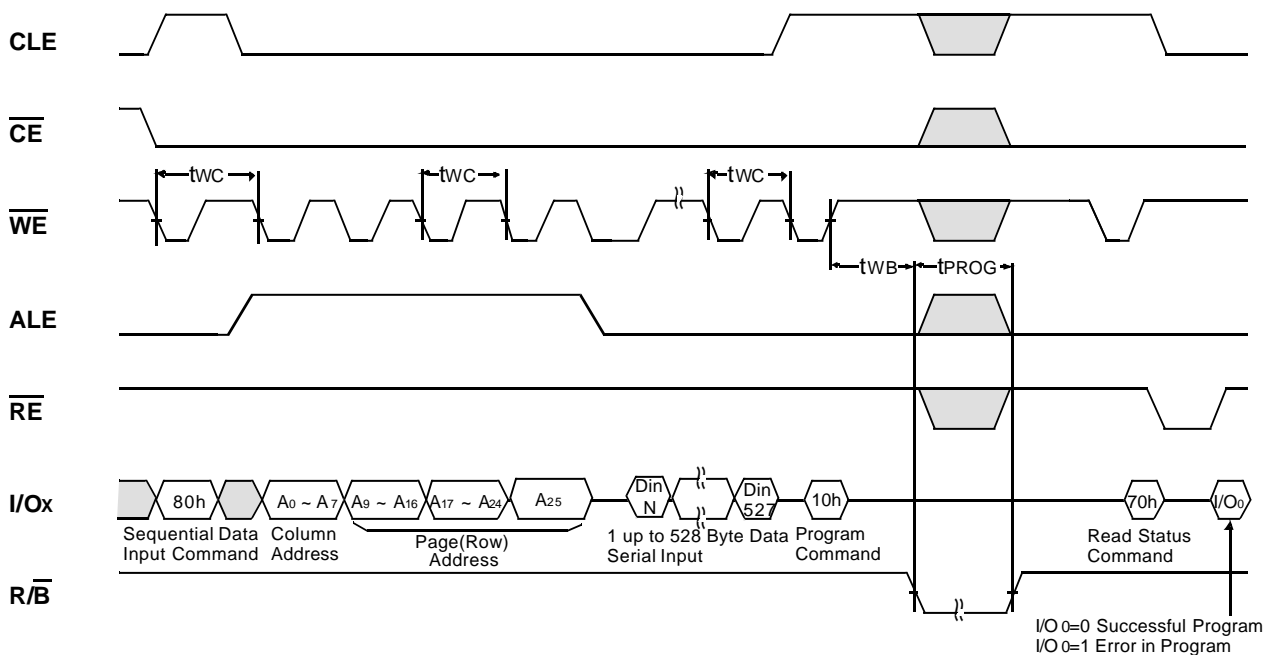 CLE
CE
tWC tWC tWC
WE
tWB tPROG
ALE
RE
I/Ox 80h A0 ~ A7 A9 ~ A16 A17 ~ A24 A25 Din N Din 527 10h 70h I/O0
Sequential Data Input Command
Column Address
Page(Row) Address
1 up to 528 Byte Data Serial Input
Program Command
Read Status Command
R/B
I/O 0=0 Successful Program
I/O 0=1 Error in Program